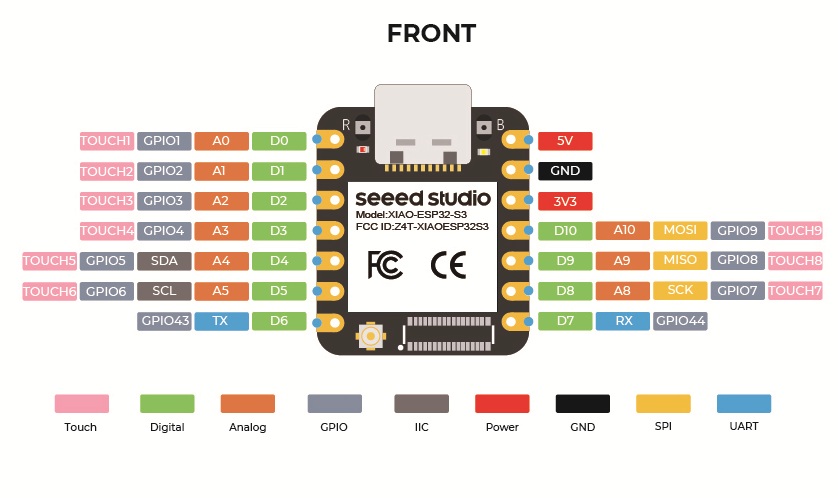 FRONT
R B
TOUCH1 GPIO1 A0 D0 5V
TOUCH2 GPIO2 A1 D1 GND
TOUCH3 GPIO3 A2 D2 seeed studio 3V3
Model:XIAO-ESP32-S3
TOUCH4 GPIO4 A3 D3 FCC ID:Z4T-XIAOESP32S3 D10 A10 MOSI GPIO9 TOUCH9
TOUCH5 GPIO5 SDA A4 D4 FC CE D9 A9 MISO GPIO8 TOUCH8
TOUCH6 GPIO6 SCL A5 D5 D8 A8 SCK GPIO7 TOUCH7
GPIO43 TX D6 D7 RX GPIO44
Touch Digital Analog GPIO IIC Power GND SPI UART